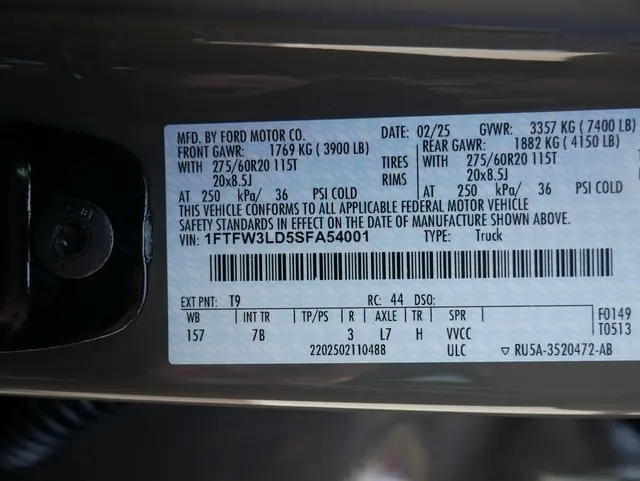 MFD. BY FORD MOTOR CO. DATE: 02/25 GVWR: 3357 KG ( 7400 LB)
FRONT GAWR: 1769 KG ( 3900 LB) REAR GAWR: 1882 KG ( 4150 LB)
WITH 275/60R20 115T TIRES WITH 275/60R20 115T
20x8.5J RIMS 20x8.5J
AT 250 kPa/ 36 PSI COLD AT 250 kPa/ 36 PSI COLD
THIS VEHICLE CONFORMS TO ALL APPLICABLE FEDERAL MOTOR VEHICLE
SAFETY STANDARDS IN EFFECT ON THE DATE OF MANUFACTURE SHOWN ABOVE.
VIN: 1FTFW3LD5SFA54001 TYPE: Truck
EXT PNT: T9 RC: 44 DSO:
WB INT TR TP/PS R AXLE TR SPR F0149
157 7B 3 L7 H VVCC T0513
2202502110488 ULC ▽ RU5A-3520472-AB